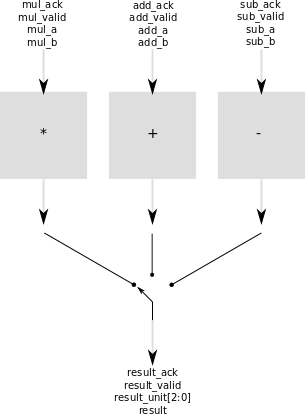 mul_ack
mul_valid
mul_a
mul_b
add_ack
add_valid
add_a
add_b
sub_ack
sub_valid
sub_a
sub_b
*
+
-
result_ack
result_valid
result_unit[2:0]
result